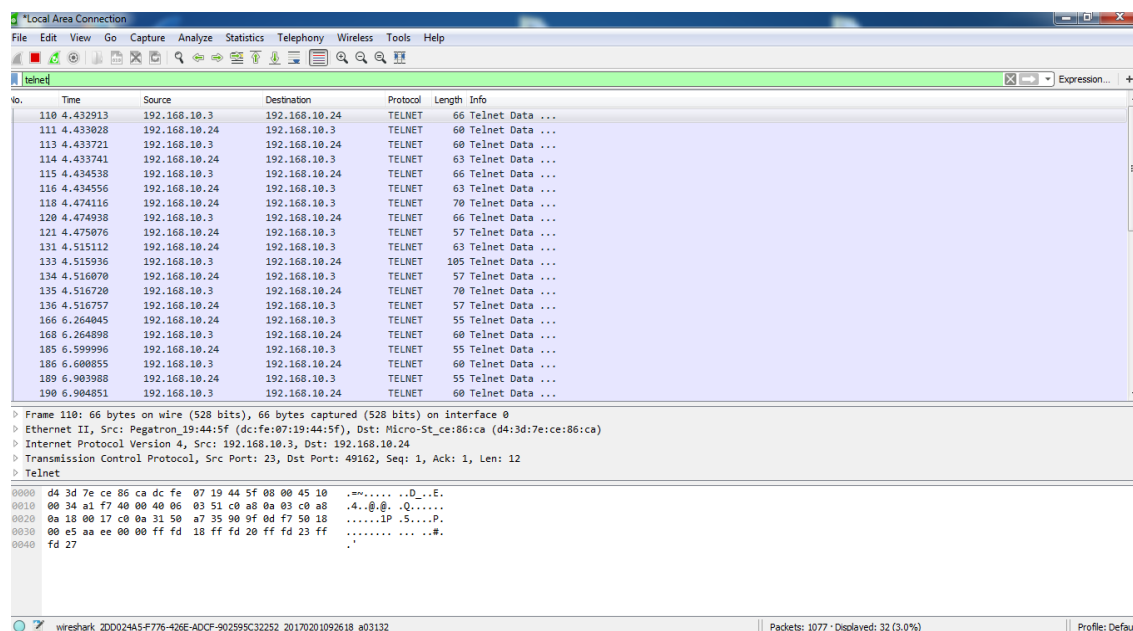 *Local Area Connection
File Edit View Go Capture Analyze Statistics Telephony Wireless Tools Help
telnet Expression... +
No. Time Source Destination Protocol Length Info
110 4.432913 192.168.10.3 192.168.10.24 TELNET 66 Telnet Data ...
111 4.433028 192.168.10.24 192.168.10.3 TELNET 60 Telnet Data ...
113 4.433721 192.168.10.3 192.168.10.24 TELNET 60 Telnet Data ...
114 4.433741 192.168.10.24 192.168.10.3 TELNET 63 Telnet Data ...
115 4.434538 192.168.10.3 192.168.10.24 TELNET 66 Telnet Data ...
116 4.434556 192.168.10.24 192.168.10.3 TELNET 63 Telnet Data ...
118 4.474116 192.168.10.24 192.168.10.3 TELNET 70 Telnet Data ...
120 4.474938 192.168.10.3 192.168.10.24 TELNET 66 Telnet Data ...
121 4.475076 192.168.10.24 192.168.10.3 TELNET 57 Telnet Data ...
131 4.515112 192.168.10.24 192.168.10.3 TELNET 63 Telnet Data ...
133 4.515936 192.168.10.3 192.168.10.24 TELNET 105 Telnet Data ...
134 4.516070 192.168.10.24 192.168.10.3 TELNET 57 Telnet Data ...
135 4.516720 192.168.10.3 192.168.10.24 TELNET 70 Telnet Data ...
136 4.516757 192.168.10.24 192.168.10.3 TELNET 57 Telnet Data ...
166 6.264045 192.168.10.24 192.168.10.3 TELNET 55 Telnet Data ...
168 6.264898 192.168.10.3 192.168.10.24 TELNET 60 Telnet Data ...
185 6.599996 192.168.10.24 192.168.10.3 TELNET 55 Telnet Data ...
186 6.600855 192.168.10.3 192.168.10.24 TELNET 60 Telnet Data ...
189 6.903988 192.168.10.24 192.168.10.3 TELNET 55 Telnet Data ...
190 6.904851 192.168.10.3 192.168.10.24 TELNET 60 Telnet Data ...
Frame 110: 66 bytes on wire (528 bits), 66 bytes captured (528 bits) on interface 0
Ethernet II, Src: Pegatron_19:44:5f (dc:fe:07:19:44:5f), Dst: Micro-St_ce:86:ca (d4:3d:7e:ce:86:ca)
Internet Protocol Version 4, Src: 192.168.10.3, Dst: 192.168.10.24
Transmission Control Protocol, Src Port: 23, Dst Port: 49162, Seq: 1, Ack: 1, Len: 12
Telnet
0000 d4 3d 7e ce 86 ca dc fe 07 19 44 5f 08 00 45 10 .=~..... ..D_..E.
0010 00 34 a1 f7 40 00 40 06 03 51 c0 a8 0a 03 c0 a8 .4..@.@. .Q......
0020 0a 18 00 17 c0 0a 31 50 a7 35 90 9f 0d f7 50 18 ......1P .5....P.
0030 00 e5 aa ee 00 00 ff fd 18 ff fd 20 ff fd 23 ff ........ ... ..#.
0040 fd 27 .'
wireshark_2DD024A5-F776-426E-ADCF-902595C32252_20170201092618_a03132 Packets: 1077 · Displayed: 32 (3.0%) Profile: Defau